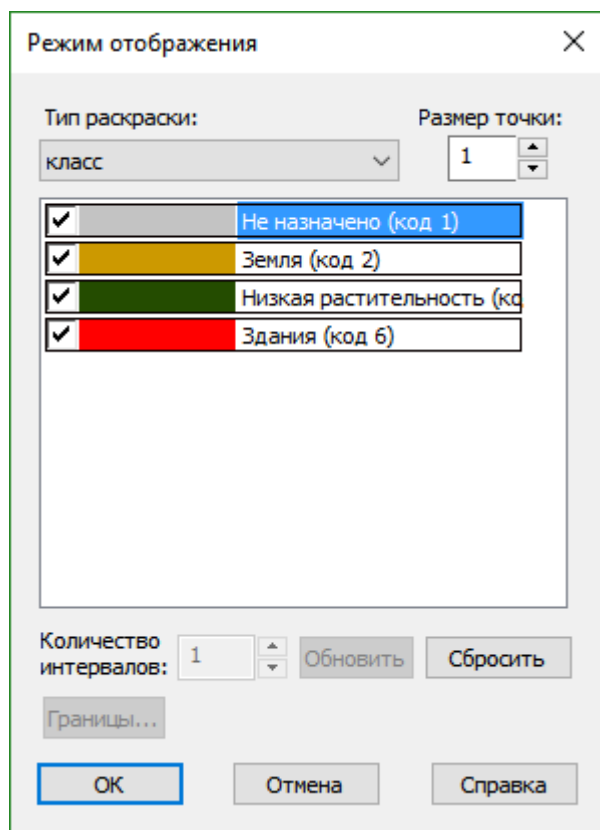 Режим отображения
Тип раскраски:
Размер точки:
класс
1
Не назначено (код 1)
Земля (код 2)
Низкая растительность (ко
Здания (код 6)
Количество
интервалов:
1
Обновить
Сбросить
Границы...
ОК
Отмена
Справка